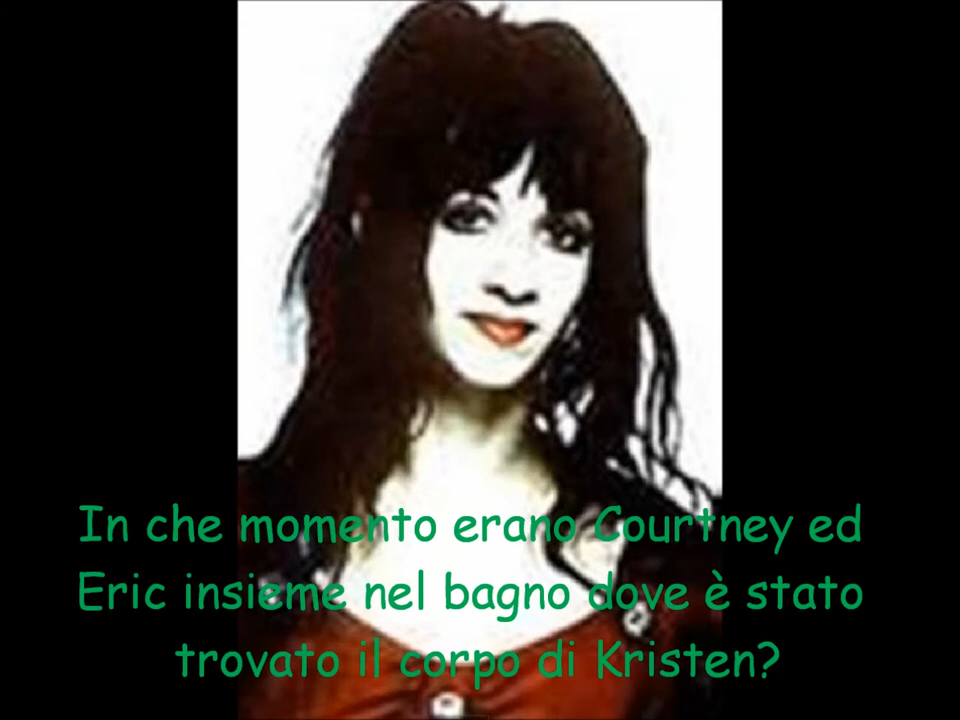 In che momento erano Courtney ed
Eric insieme nel bagno dove è stato
trovato il corpo di Kristen?